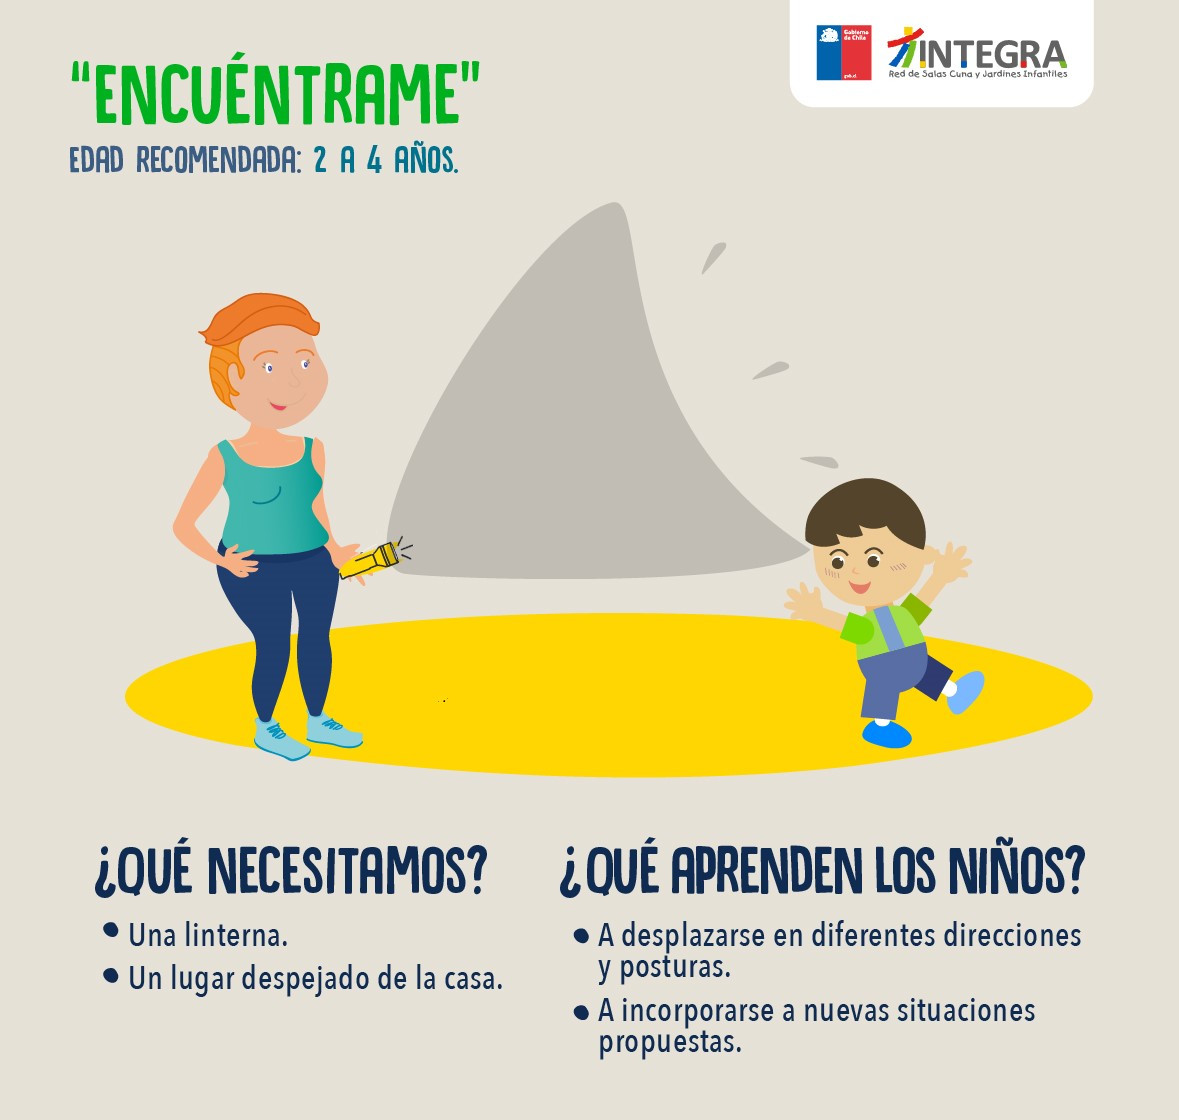 Gobierno
de Chile
gob.cl
INTEGRA
Red de Salas Cuna y Jardines Infantiles
"ENCUÉNTRAME"
EDAD RECOMENDADA: 2 A 4 AÑOS.
¿QUÉ NECESITAMOS?
Una linterna.
Un lugar despejado de la casa.
¿QUÉ APRENDEN LOS NIÑOS?
A desplazarse en diferentes direcciones
y posturas.
A incorporarse a nuevas situaciones
propuestas.